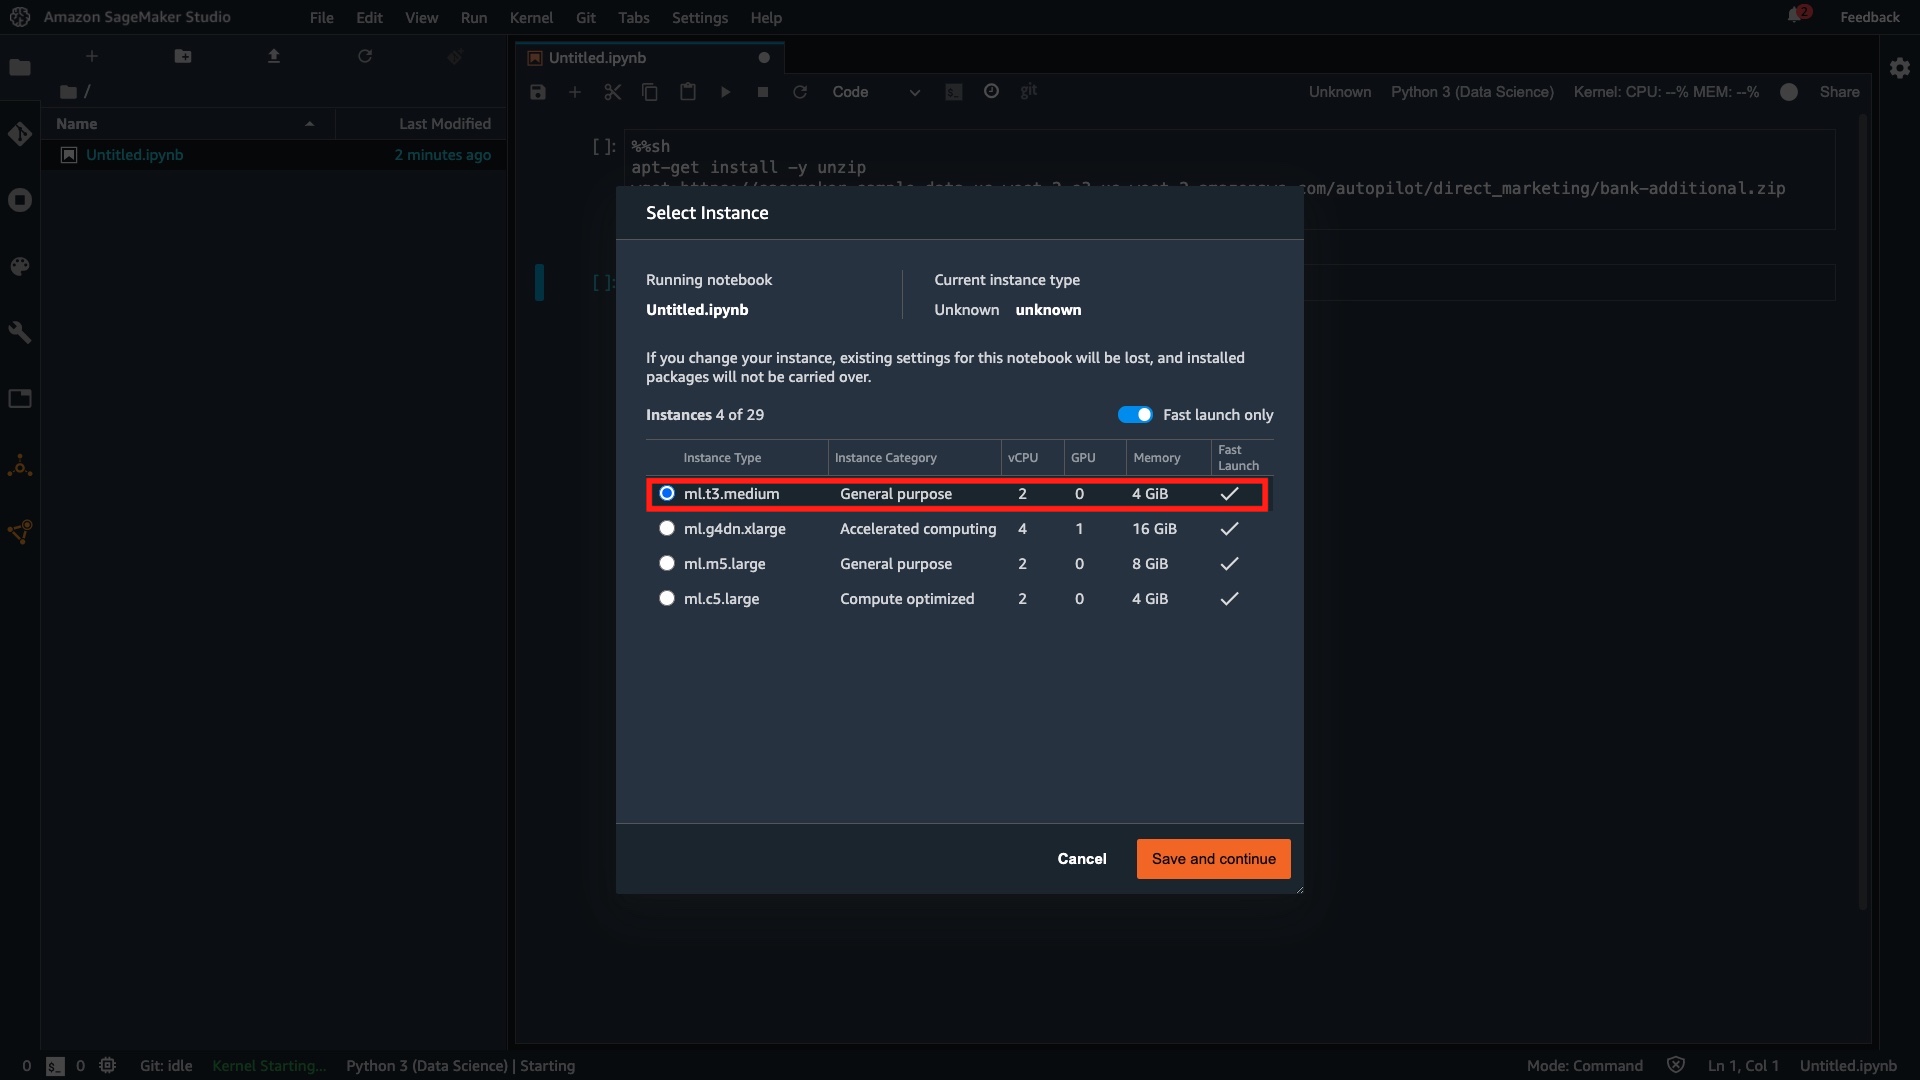 Amazon SageMaker Studio File Edit View Run Kernel Git Tabs Settings Help 2 Feedback
Untitled.ipynb
/
Code git Unknown Python 3 (Data Science) Kernel: CPU: --% MEM: --% Share
Name Last Modified
Untitled.ipynb 2 minutes ago
[ ]: %%sh
apt-get install -y unzip
com/autopilot/direct_marketing/bank-additional.zip
[ ]:
Select Instance
Running notebook Current instance type
Untitled.ipynb Unknown unknown
If you change your instance, existing settings for this notebook will be lost, and installed
packages will not be carried over.
Instances 4 of 29 Fast launch only
Instance Type Instance Category vCPU GPU Memory Fast Launch
ml.t3.medium General purpose 2 0 4 GiB
ml.g4dn.xlarge Accelerated computing 4 1 16 GiB
ml.m5.large General purpose 2 0 8 GiB
ml.c5.large Compute optimized 2 0 4 GiB
Cancel Save and continue
0 $_ 0 Git: idle Kernel Starting... Python 3 (Data Science) | Starting Mode: Command Ln 1, Col 1 Untitled.ipynb